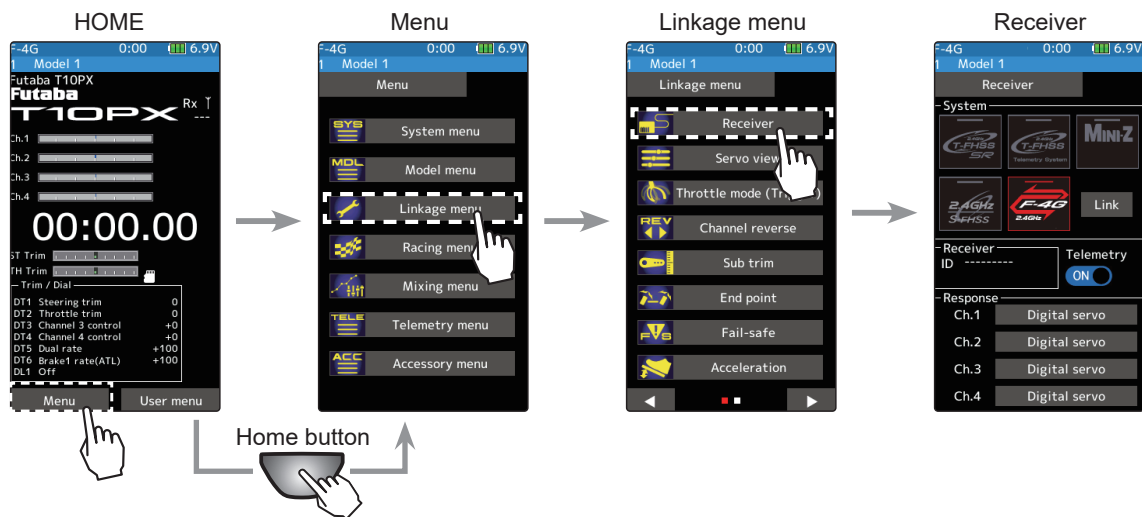 HOME
F-4G 0:00 6.9V
1 Model 1
Futaba T10PX
Futaba
T10PX
Rx
---
Ch.1
Ch.2
Ch.3
Ch.4
00:00.00
ST Trim
TH Trim
Trim / Dial
DT1 Steering trim 0
DT2 Throttle trim 0
DT3 Channel 3 control +0
DT4 Channel 4 control +0
DT5 Dual rate +100
DT6 Brake1 rate(ATL) +100
DL1 Off
Menu User menu
Home button
Menu
-4G 0:00 6.9V
1 Model 1
Menu
SYS System menu
MDL Model menu
Linkage menu
Racing menu
Mixing menu
TELE Telemetry menu
ACC Accessory menu
Linkage menu
-4G 0:00 6.9V
1 Model 1
Linkage menu
Receiver
Servo view
Throttle mode (Tr
REV Channel reverse
Sub trim
End point
F/S Fail-safe
Acceleration
Receiver
-4G 0:00 6.9V
1 Model 1
Receiver
System
2.4GHz
T-FHSS
SR
2.4GHz
T-FHSS
Telemetry System
MINI-Z
2.4GHz
S-FHSS
F-4G
2.4GHz
Link
Receiver
ID ---------
Telemetry
ON
Response
Ch.1 Digital servo
Ch.2 Digital servo
Ch.3 Digital servo
Ch.4 Digital servo